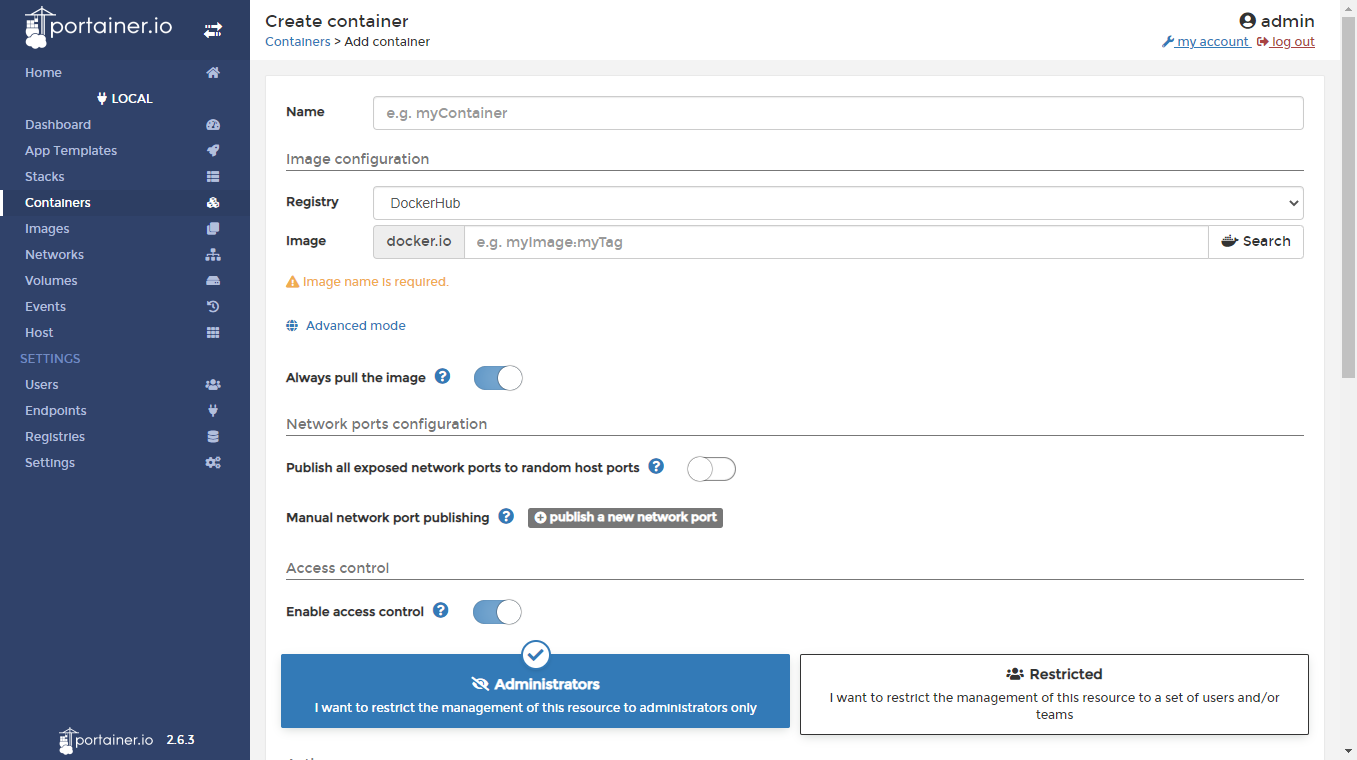 portainer.io
Home
LOCAL
Dashboard
App Templates
Stacks
Containers
Images
Networks
Volumes
Events
Host
SETTINGS
Users
Endpoints
Registries
Settings
portainer.io 2.6.3
Create container
Containers > Add container
admin
my account log out
Name e.g. myContainer
Image configuration
Registry DockerHub
Image docker.io e.g. myImage:myTag Search
Image name is required.
Advanced mode
Always pull the image
Network ports configuration
Publish all exposed network ports to random host ports
Manual network port publishing publish a new network port
Access control
Enable access control
Administrators
I want to restrict the management of this resource to administrators only
Restricted
I want to restrict the management of this resource to a set of users and/or
teams